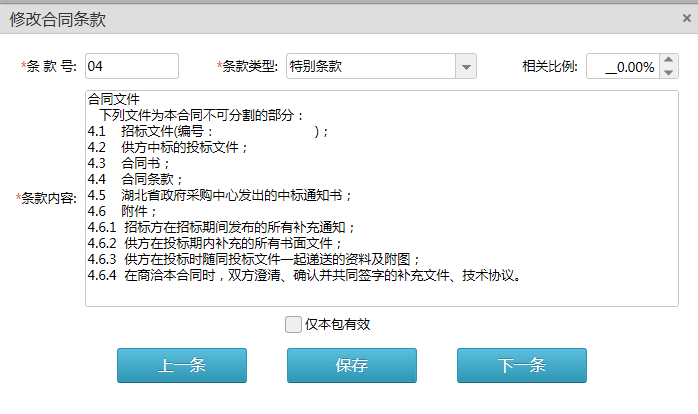 修改合同条款 ×
*条 款 号: 04 *条款类型: 特别条款 相关比例: __0.00%
*条款内容:
合同文件
下列文件为本合同不可分割的部分：
4.1 招标文件(编号： )；
4.2 供方中标的投标文件；
4.3 合同书；
4.4 合同条款；
4.5 湖北省政府采购中心发出的中标通知书；
4.6 附件；
4.6.1 招标方在招标期间发布的所有补充通知；
4.6.2 供方在投标期内补充的所有书面文件；
4.6.3 供方在投标时随同投标文件一起递送的资料及附图；
4.6.4 在商洽本合同时，双方澄清、确认并共同签字的补充文件、技术协议。
仅本包有效
上一条 保存 下一条